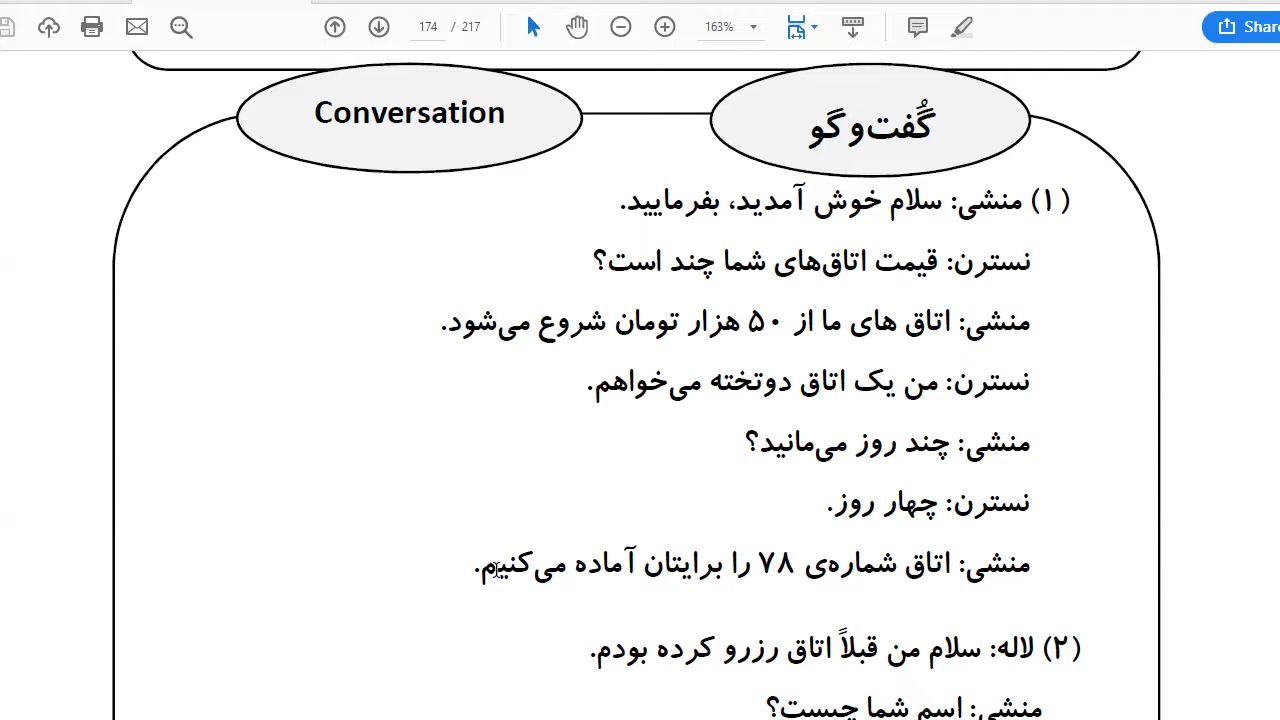 174 / 217
163%
Share
Conversation
گُفت‌و‌گو
(۱) منشی: سلام خوش آمدید، بفرمایید.
نسترن: قیمت اتاق‌های شما چند است؟
منشی: اتاق های ما از ۵۰ هزار تومان شروع می‌شود.
نسترن: من یک اتاق دوتخته می‌خواهم.
منشی: چند روز می‌مانید؟
نسترن: چهار روز.
منشی: اتاق شماره‌ی ۷۸ را برایتان آماده می‌کنیم.
(۲) لاله: سلام من قبلاً اتاق رزرو کرده بودم.
منشی: اسم شما چیست؟